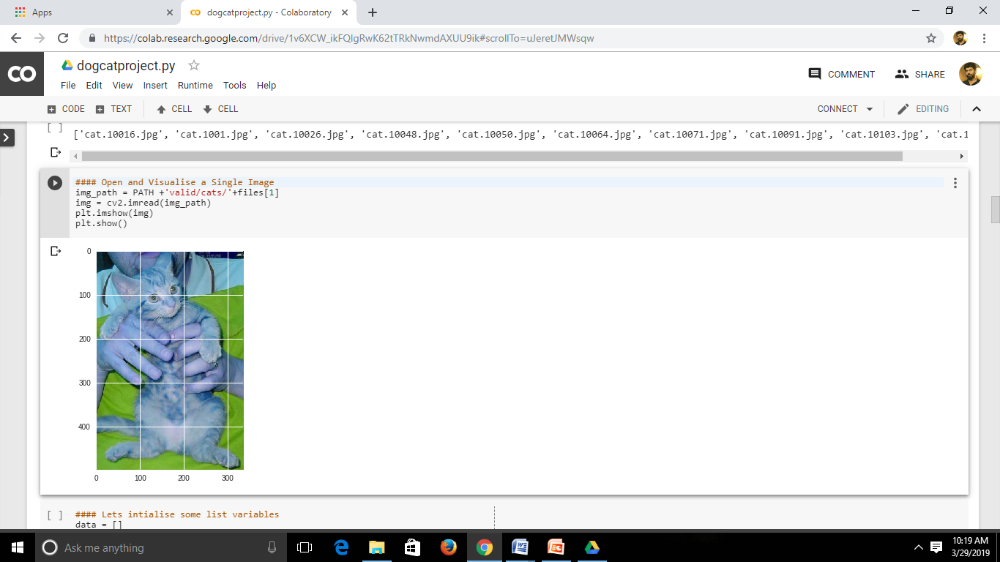 Apps
dogcatproject.py - Colaboratory
https://colab.research.google.com/drive/1v6XCW_ikFQlgRwK62tTRkNwmdAXUU9ik#scrollTo=uJeretJMWsqw
CO
dogcatproject.py
File Edit View Insert Runtime Tools Help
COMMENT SHARE
CODE TEXT CELL CELL CONNECT EDITING
[ ]
['cat.10016.jpg', 'cat.1001.jpg', 'cat.10026.jpg', 'cat.10048.jpg', 'cat.10050.jpg', 'cat.10064.jpg', 'cat.10071.jpg', 'cat.10091.jpg', 'cat.10103.jpg', 'cat.1
#### Open and Visualise a Single Image
img_path = PATH +'valid/cats/'+files[1]
img = cv2.imread(img_path)
plt.imshow(img)
plt.show()
0
100
200
300
400
0 100 200 300
[ ] #### Lets intialise some list variables
data = []
Ask me anything
10:19 AM
3/29/2019